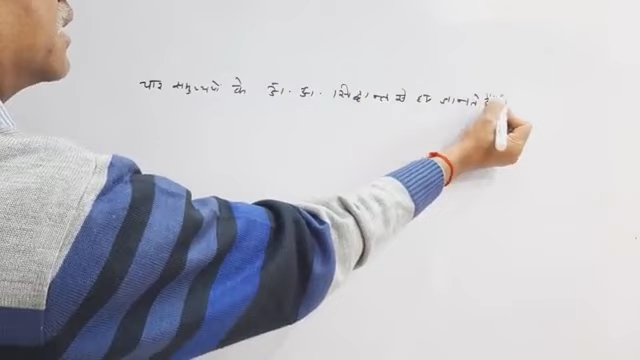 चार समुच्चयों के आ. आ. सिद्धान्त से हम जानते हैं